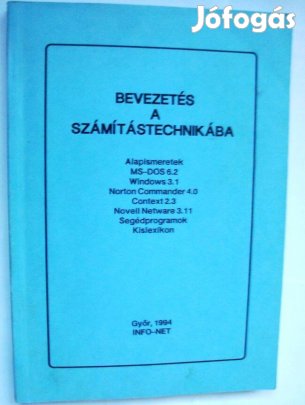 Jófogás
BEVEZETÉS
A
SZÁMÍTÁSTECHNIKÁBA
Alapismeretek
MS-DOS 6.2
Windows 3.1
Norton Commander 4.0
Context 2.3
Novell Netware 3.11
Segédprogramok
Kislexikon
Győr, 1994
INFO-NET